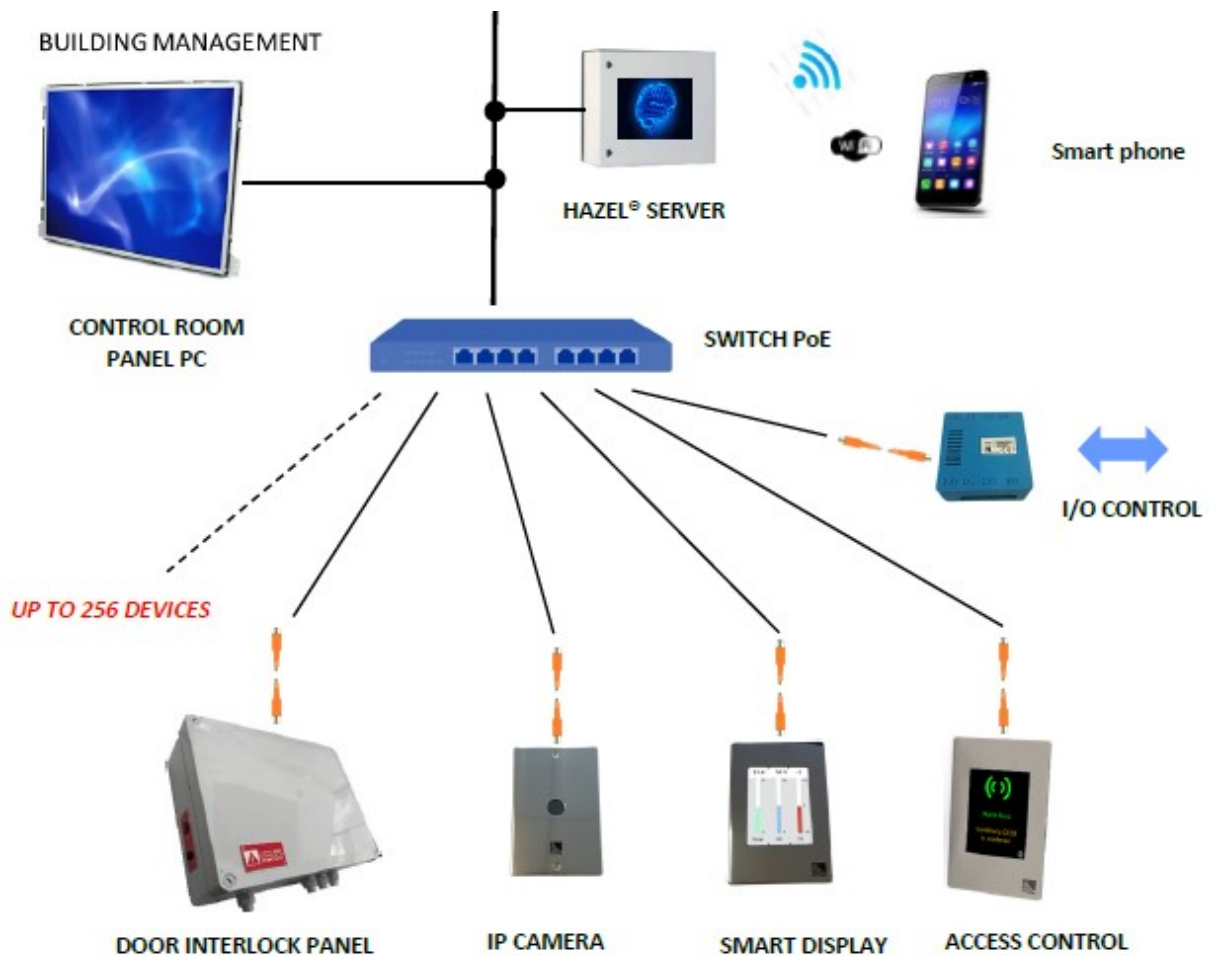 BUILDING MANAGEMENT
Smart phone
HAZEL® SERVER
CONTROL ROOM
PANEL PC
SWITCH PoE
I/O CONTROL
UP TO 256 DEVICES
DOOR INTERLOCK PANEL
IP CAMERA
SMART DISPLAY
ACCESS CONTROL